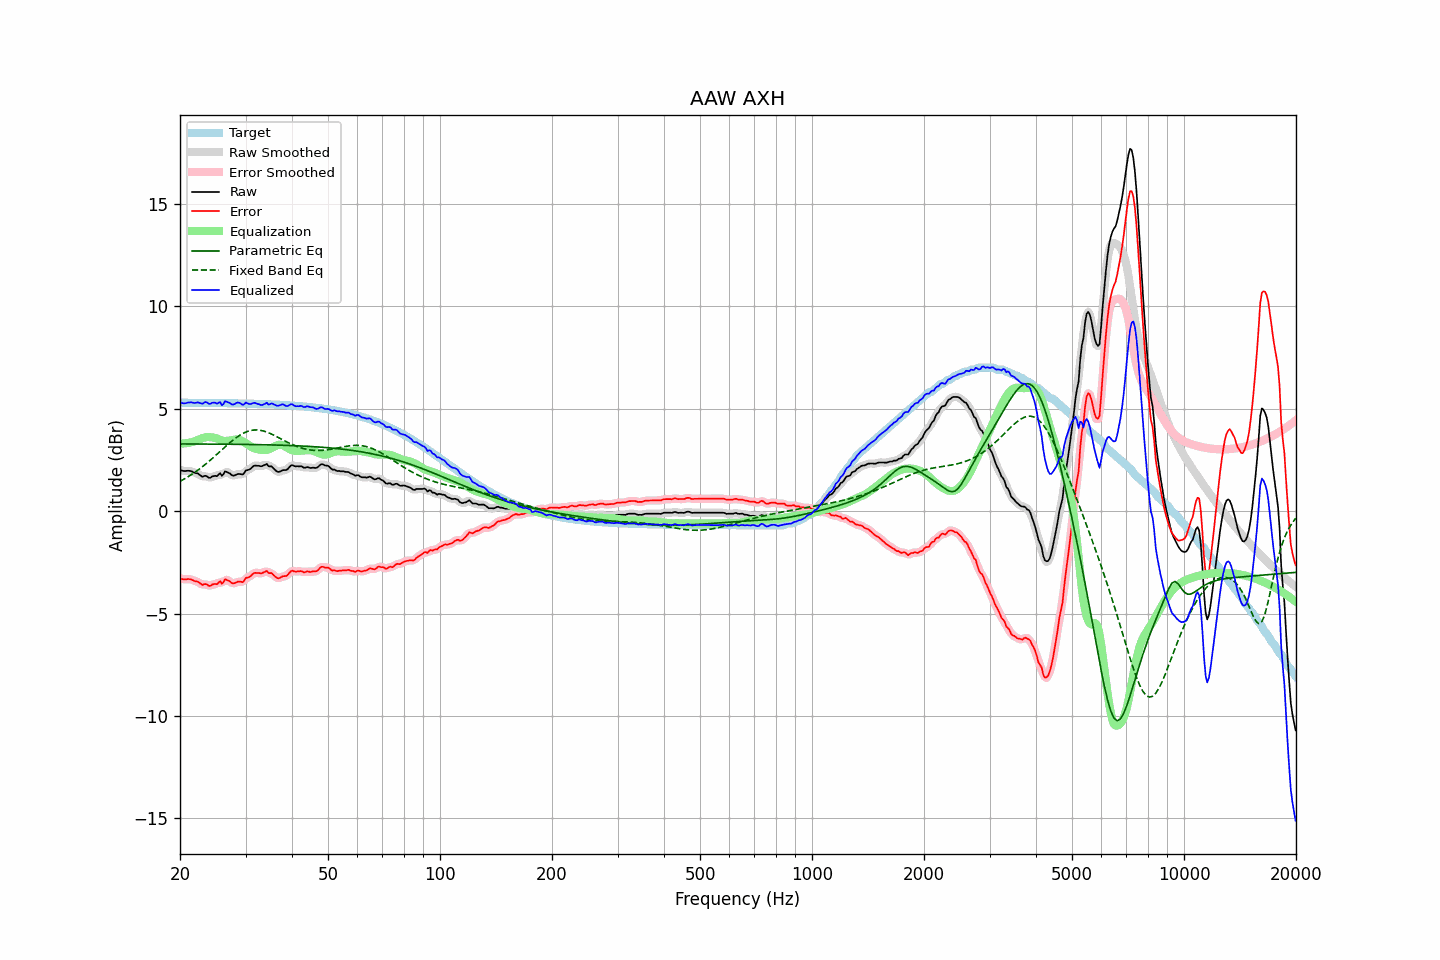 AAW AXH
Target
Raw Smoothed
Error Smoothed
Raw
Error
Equalization
Parametric Eq
Fixed Band Eq
Equalized
Amplitude (dBr)
15
10
5
0
−5
−10
−15
20 50 100 200 500 1000 2000 5000 10000 20000
Frequency (Hz)